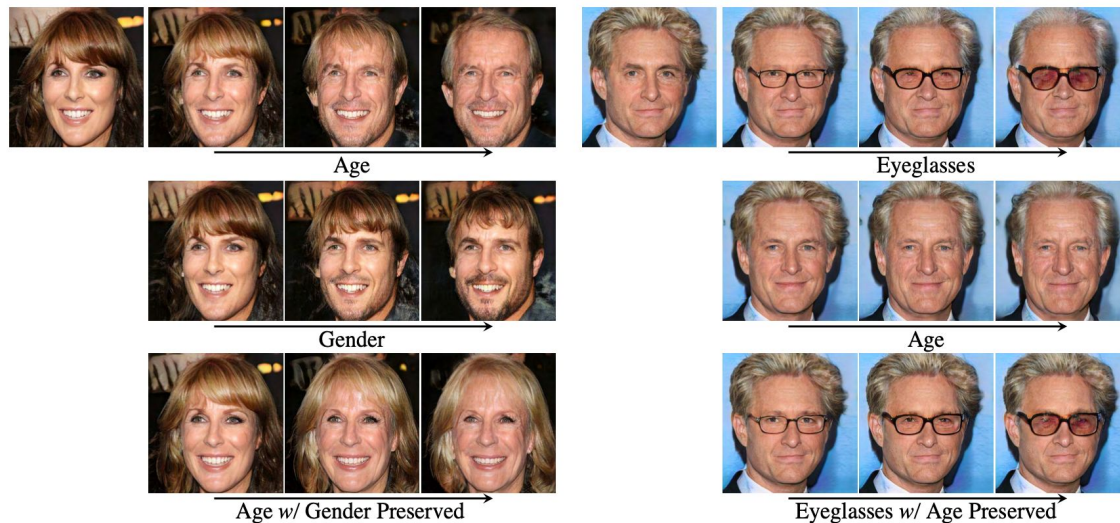 Age
Eyeglasses
Gender
Age
Age w/ Gender Preserved
Eyeglasses w/ Age Preserved